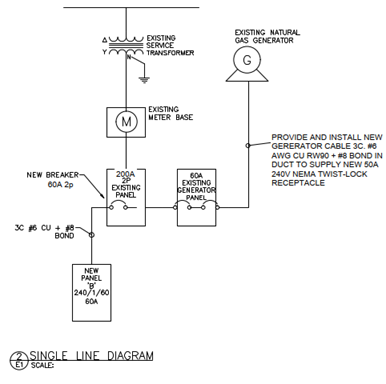 EXISTING
SERVICE
TRANSFORMER
Δ
Y
N
EXISTING NATURAL
GAS GENERATOR
G
EXISTING
METER BASE
M
PROVIDE AND INSTALL NEW
GERERATOR CABLE 3C. #6
AWG CU RW90 + #8 BOND IN
DUCT TO SUPPLY NEW 50A
240V NEMA TWIST-LOCK
RECEPTACLE
NEW BREAKER
60A 2p
200A
2P
EXISTING
PANEL
60A
EXISTING
GENERATOR
PANEL
3C #6 CU + #8
BOND
NEW
PANEL
'B'
240/1/60
60A
2
E1
SINGLE LINE DIAGRAM
SCALE: